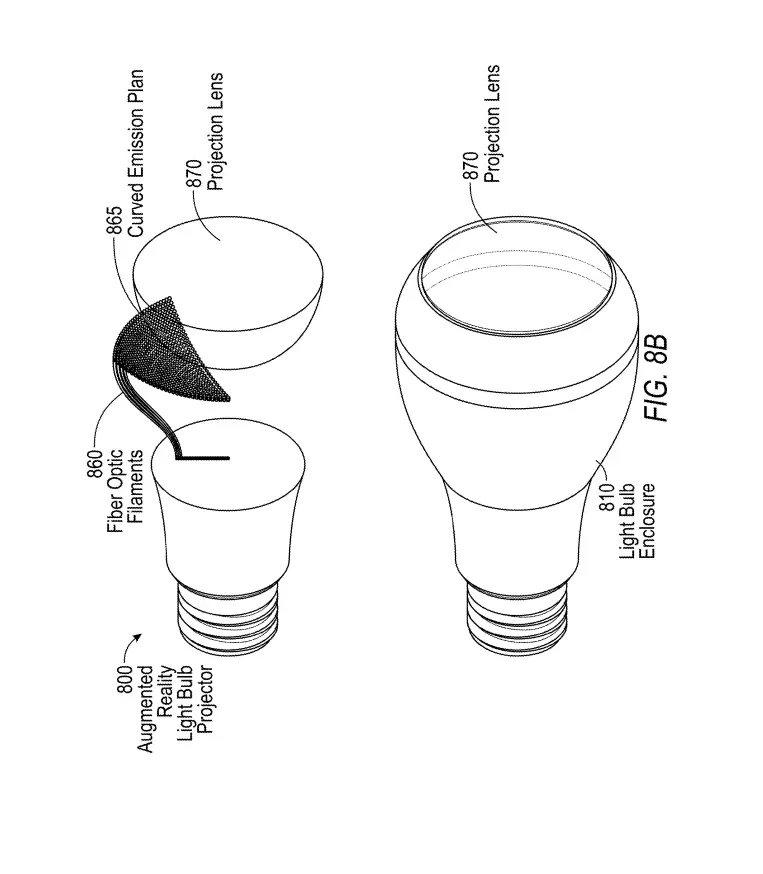 800
Augmented
Reality
Light Bulb
Projector
860
Fiber Optic
Filaments
865
Curved Emission Plan
870
Projection Lens
870
Projection Lens
810
Light Bulb
Enclosure
FIG. 8B